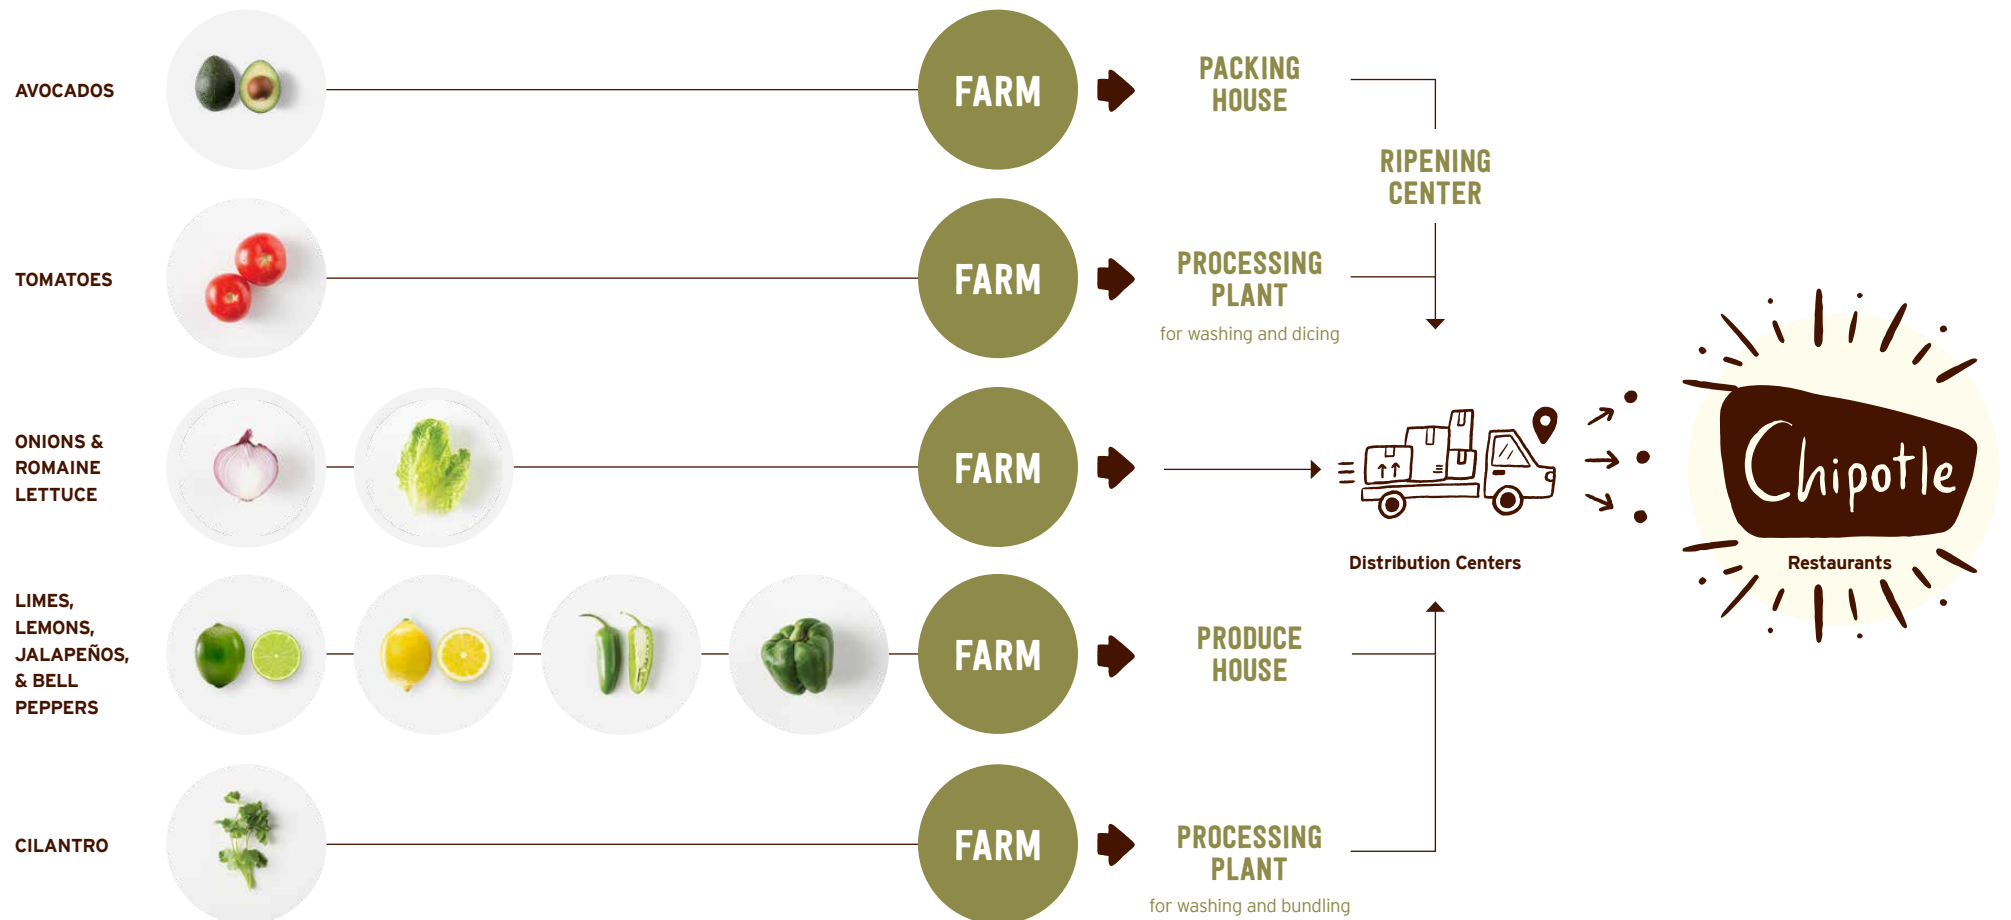 AVOCADOS
FARM
PACKING
HOUSE
RIPENING
CENTER
TOMATOES
FARM
PROCESSING
PLANT
for washing and dicing
ONIONS &
ROMAINE
LETTUCE
FARM
Distribution Centers
Chipotle
Restaurants
LIMES,
LEMONS,
JALAPEÑOS,
& BELL
PEPPERS
FARM
PRODUCE
HOUSE
CILANTRO
FARM
PROCESSING
PLANT
for washing and bundling